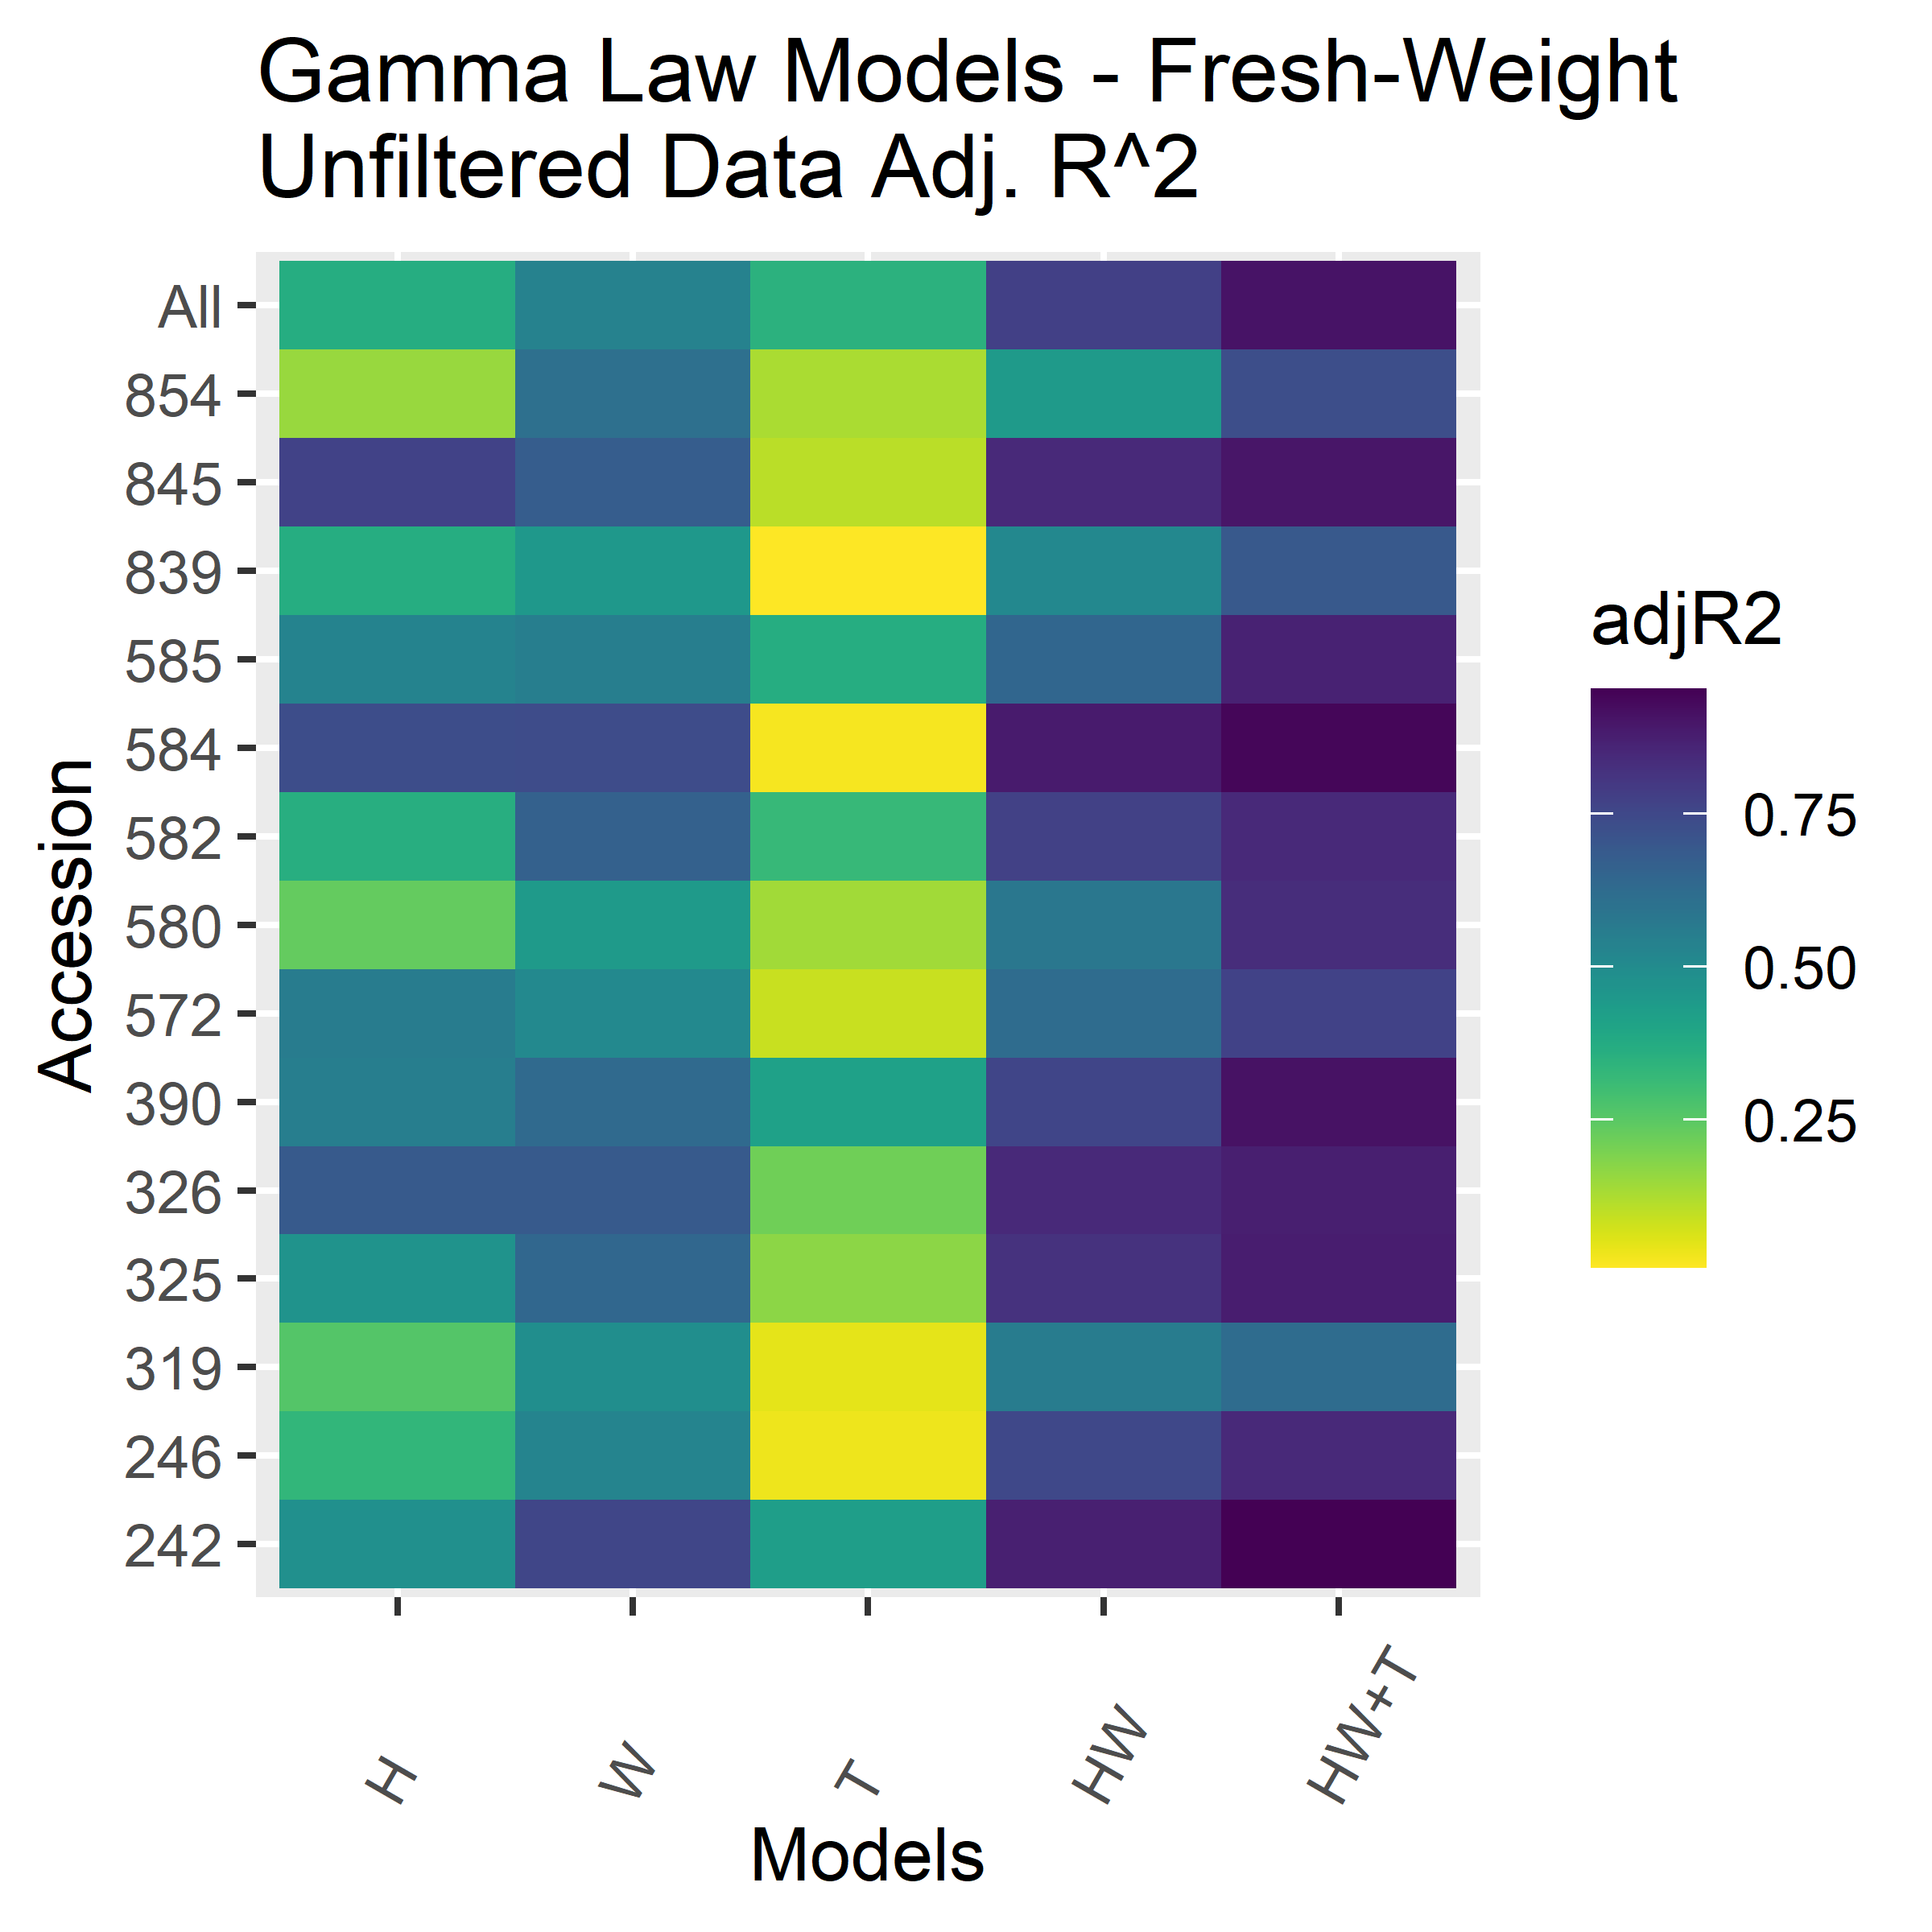 Gamma Law Models - Fresh-Weight
Unfiltered Data Adj. R^2
Accession
All
854
845
839
585
584
582
580
572
390
326
325
319
246
242
H
W
T
HW
HW+T
Models
adjR2
0.75
0.50
0.25